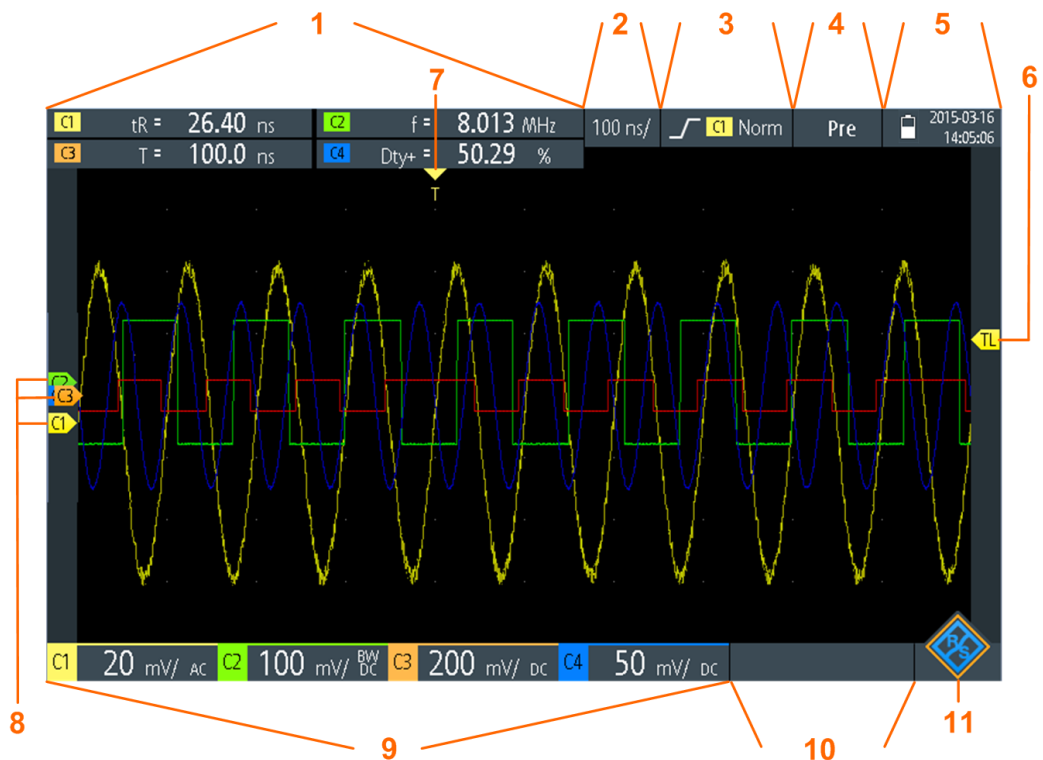 1 2 3 4 5
7 6
C1 tR = 26.40 ns C2 f = 8.013 MHz 100 ns/ C1 Norm Pre 2015-03-16
14:05:06
C3 T = 100.0 ns C4 Dty+ = 50.29 %
T
TL
C2
C3
C1
C1 20 mV/ AC C2 100 mV/ BW DC C3 200 mV/ DC C4 50 mV/ DC
R S
8 9 10 11